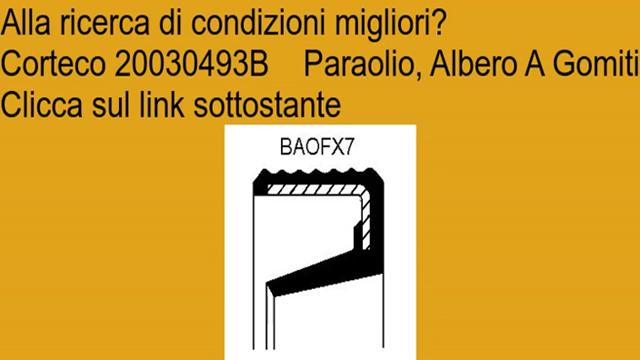 Alla ricerca di condizioni migliori?
Corteco 20030493B Paraolio, Albero A Gomiti
Clicca sul link sottostante
BAOFX7